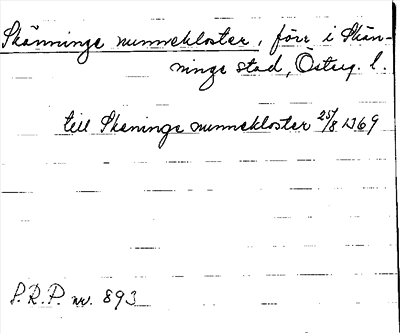 Skänninge nunnekloster, förr i Skän-
ninge stad, Österg. l.
till Skeninge nunnekloster 25/8 1369
S.R.P. nr. 893